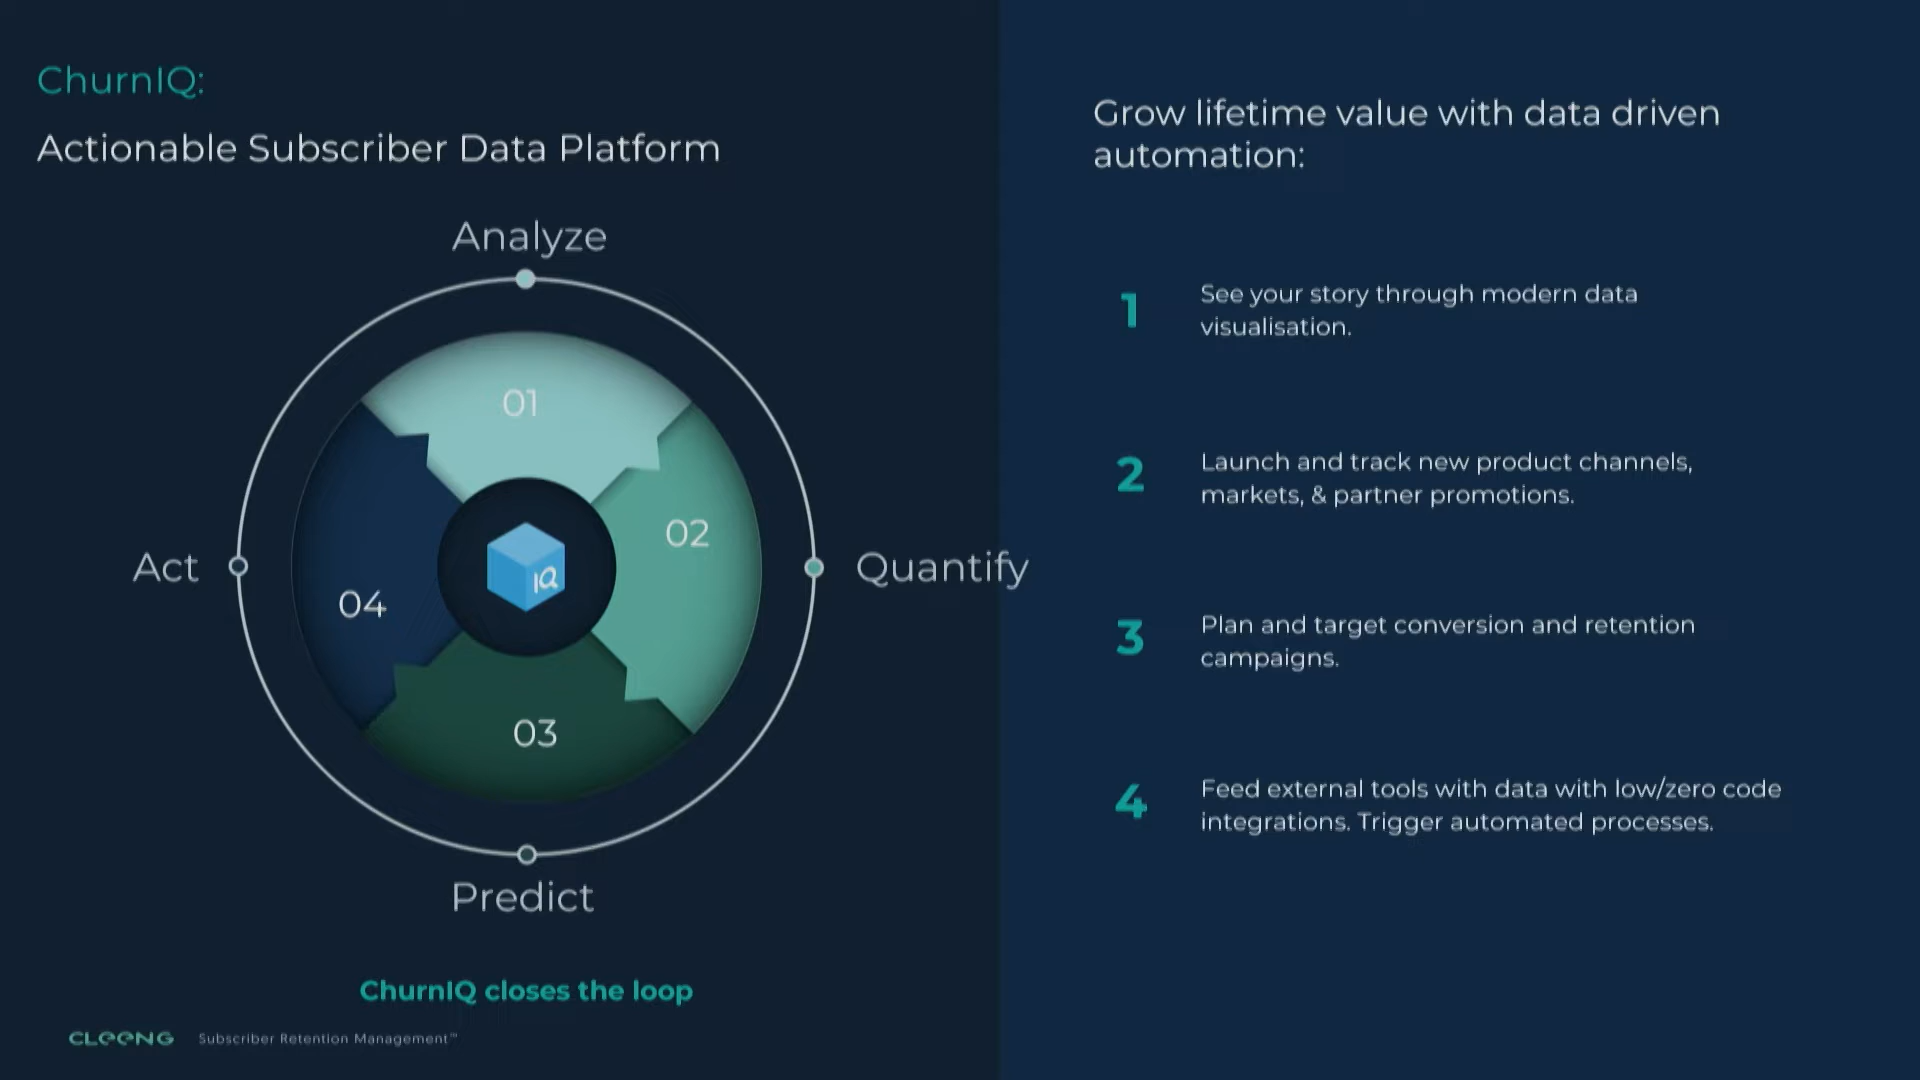 ChurnIQ:
Actionable Subscriber Data Platform
Analyze
01
02
03
04
IQ
Act
Quantify
Predict
ChurnIQ closes the loop
CLEENG Subscriber Retention Management™
Grow lifetime value with data driven
automation:
1
See your story through modern data
visualisation.
2
Launch and track new product channels,
markets, & partner promotions.
3
Plan and target conversion and retention
campaigns.
4
Feed external tools with data with low/zero code
integrations. Trigger automated processes.